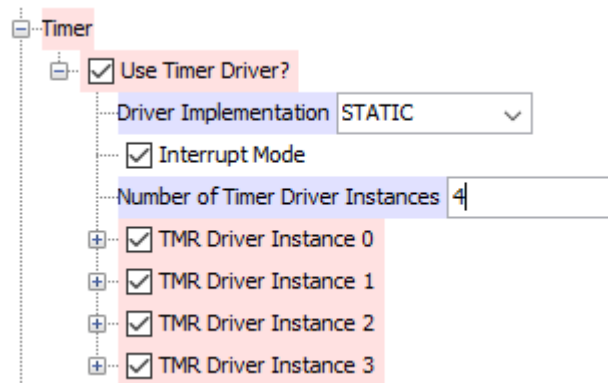 Timer
Use Timer Driver?
Driver Implementation STATIC
Interrupt Mode
Number of Timer Driver Instances 4
TMR Driver Instance 0
TMR Driver Instance 1
TMR Driver Instance 2
TMR Driver Instance 3